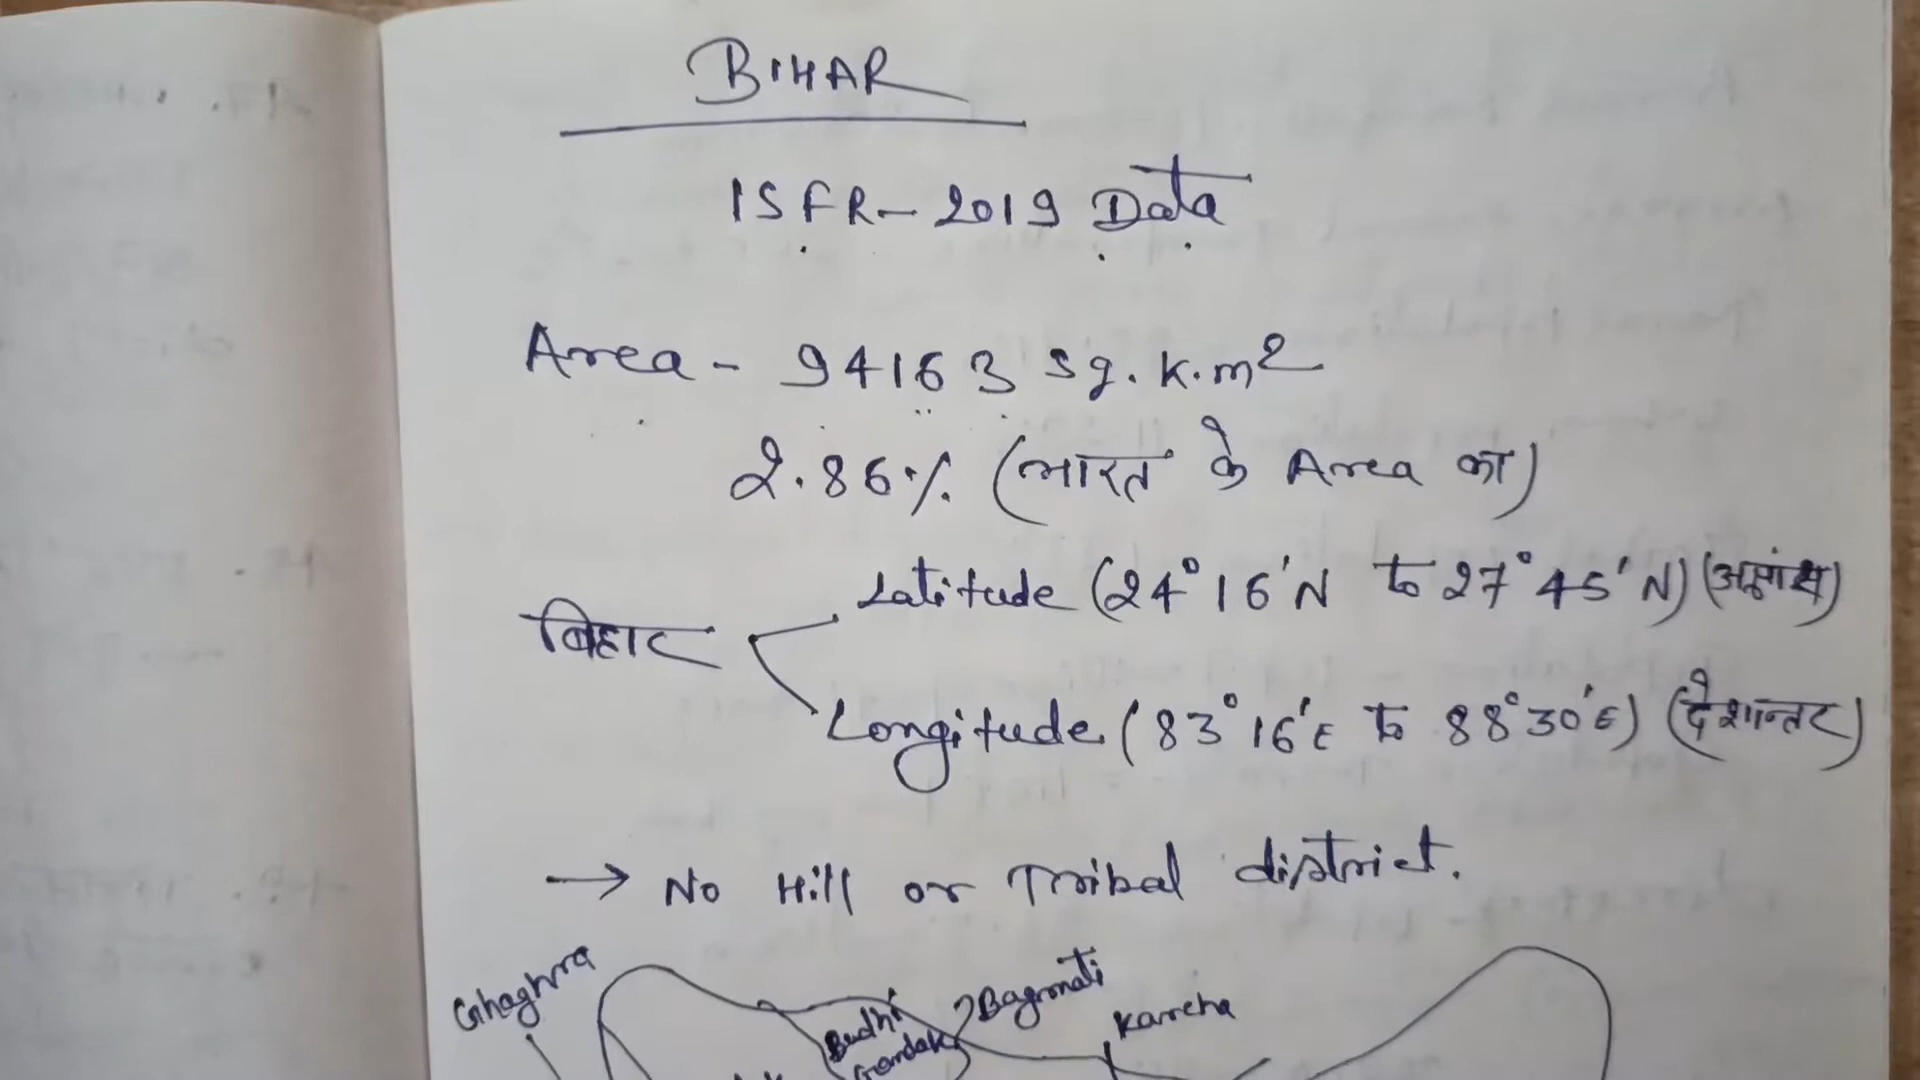 BIHAR
ISFR-2019 Data
Area - 94163 Sq. K.m2
2.86% (भारत के Area का)
Latitude (24°16'N to 27°45'N) (अक्षांश)
बिहार
Longitude (83°16'E to 88°30'E) (देशान्तर)
→ No Hill or Tribal district.
Ghaghra
Bagmati
Kareha
Budhi
Gandak